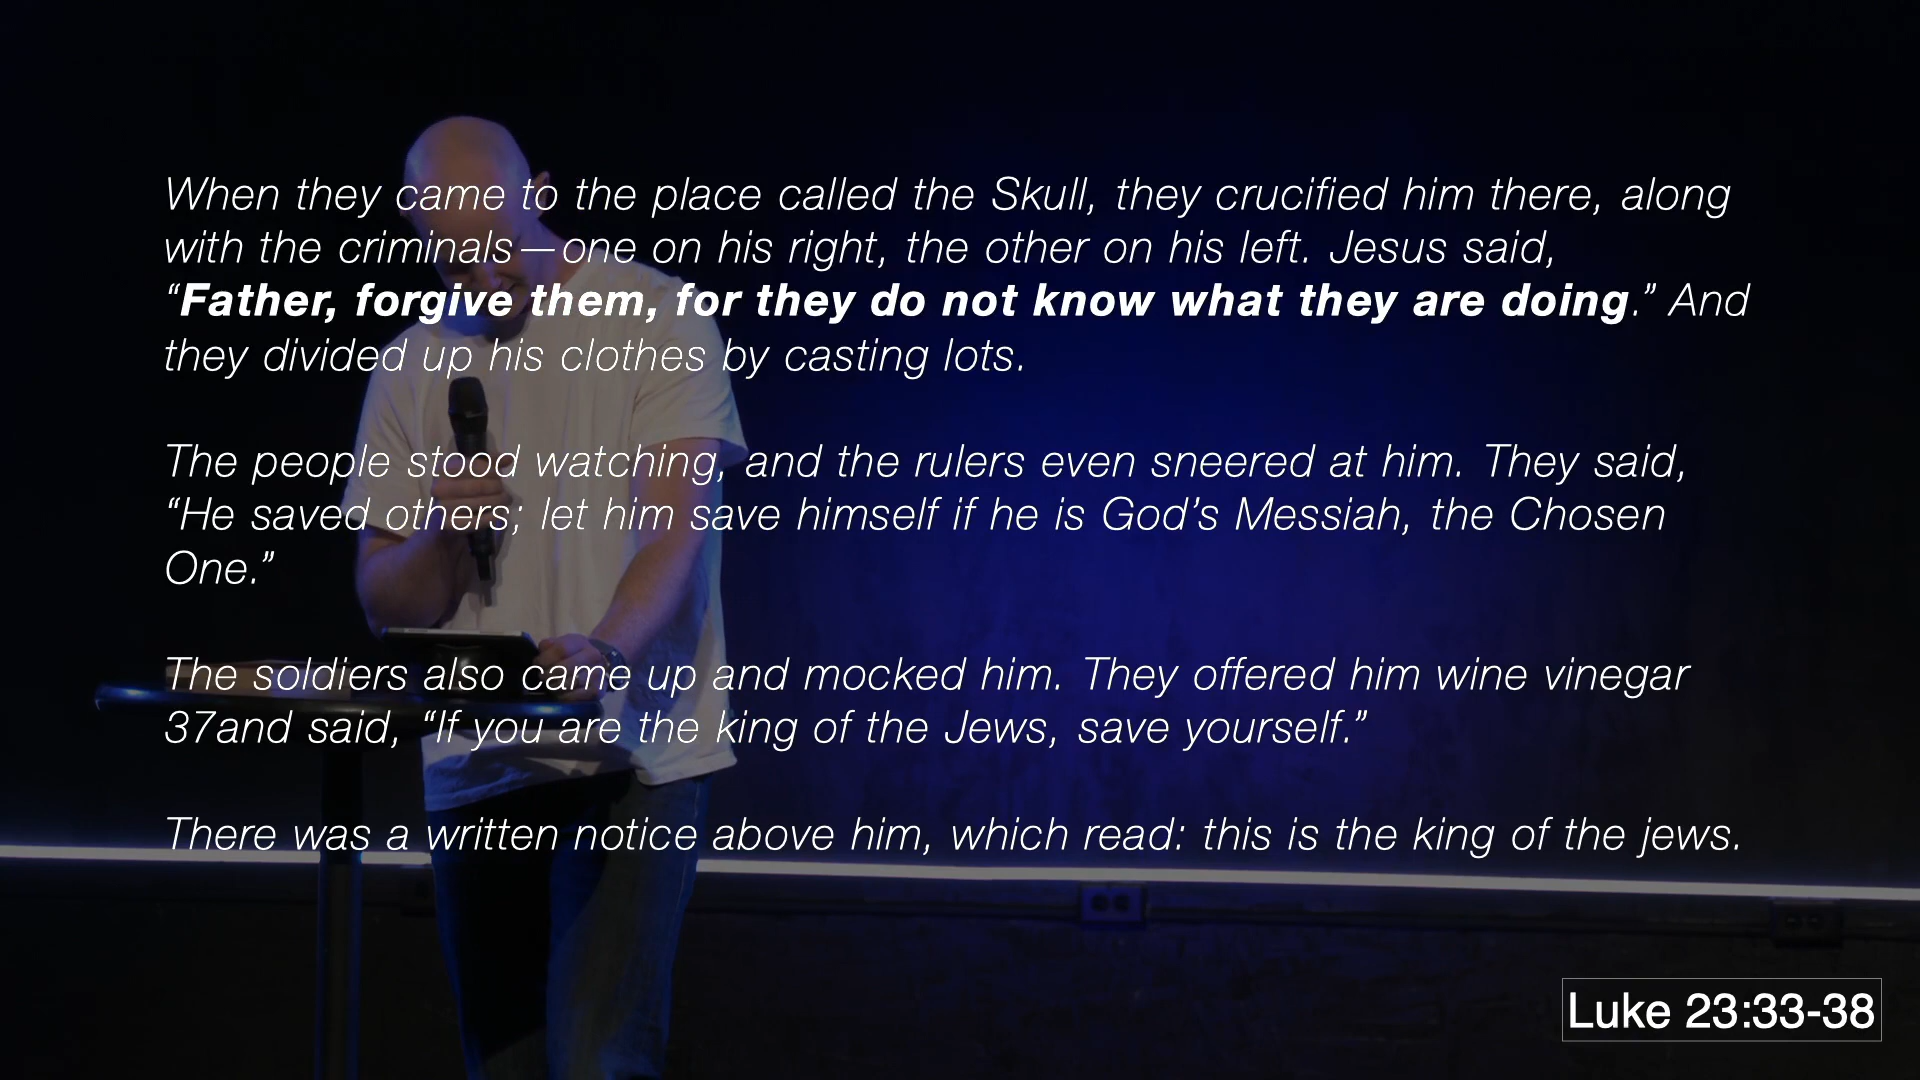 When they came to the place called the Skull, they crucified him there, along
with the criminals—one on his right, the other on his left. Jesus said,
“Father, forgive them, for they do not know what they are doing.” And
they divided up his clothes by casting lots.
The people stood watching, and the rulers even sneered at him. They said,
“He saved others; let him save himself if he is God’s Messiah, the Chosen
One.”
The soldiers also came up and mocked him. They offered him wine vinegar
37and said, “If you are the king of the Jews, save yourself.”
There was a written notice above him, which read: this is the king of the jews.
Luke 23:33-38